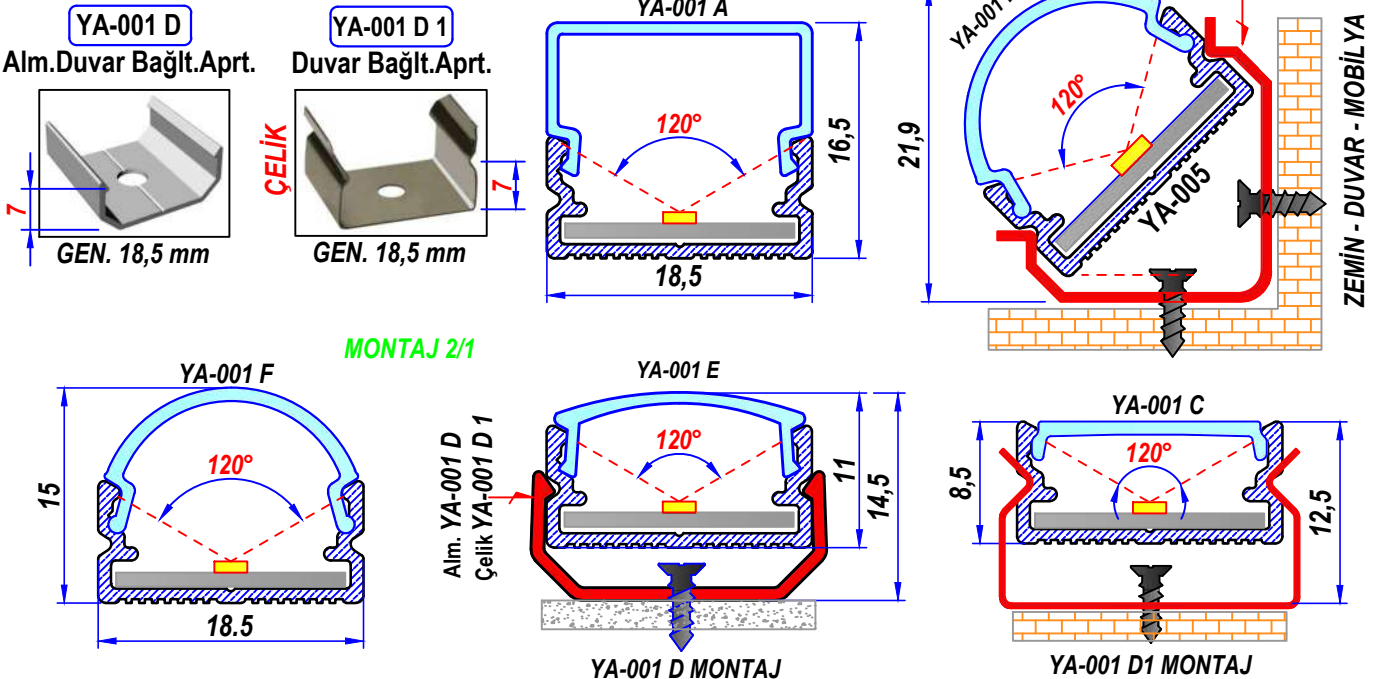 YA-001 D
Alm.Duvar Bağlt.Aprt.
7
GEN. 18,5 mm
YA-001 D 1
Duvar Bağlt.Aprt.
ÇELİK
7
GEN. 18,5 mm
YA-001 A
120°
16,5
18,5
120°
YA-005
21,9
ZEMİN - DUVAR - MOBİLYA
MONTAJ 2/1
YA-001 F
120°
15
18.5
YA-001 E
120°
Alm. YA-001 D
Çelik YA-001 D 1
11
14,5
YA-001 D MONTAJ
YA-001 C
120°
8,5
12,5
YA-001 D1 MONTAJ